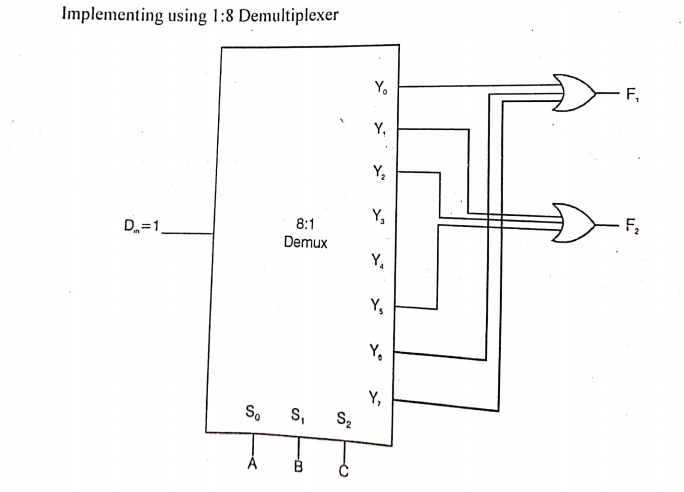 Implementing using 1:8 Demultiplexer
Y₀
F₁
Y₁
Y₂
Dᵢₙ=1
8:1
Demux
Y₃
F₂
Y₄
Y₅
Y₆
Y₇
S₀ S₁ S₂
A B C